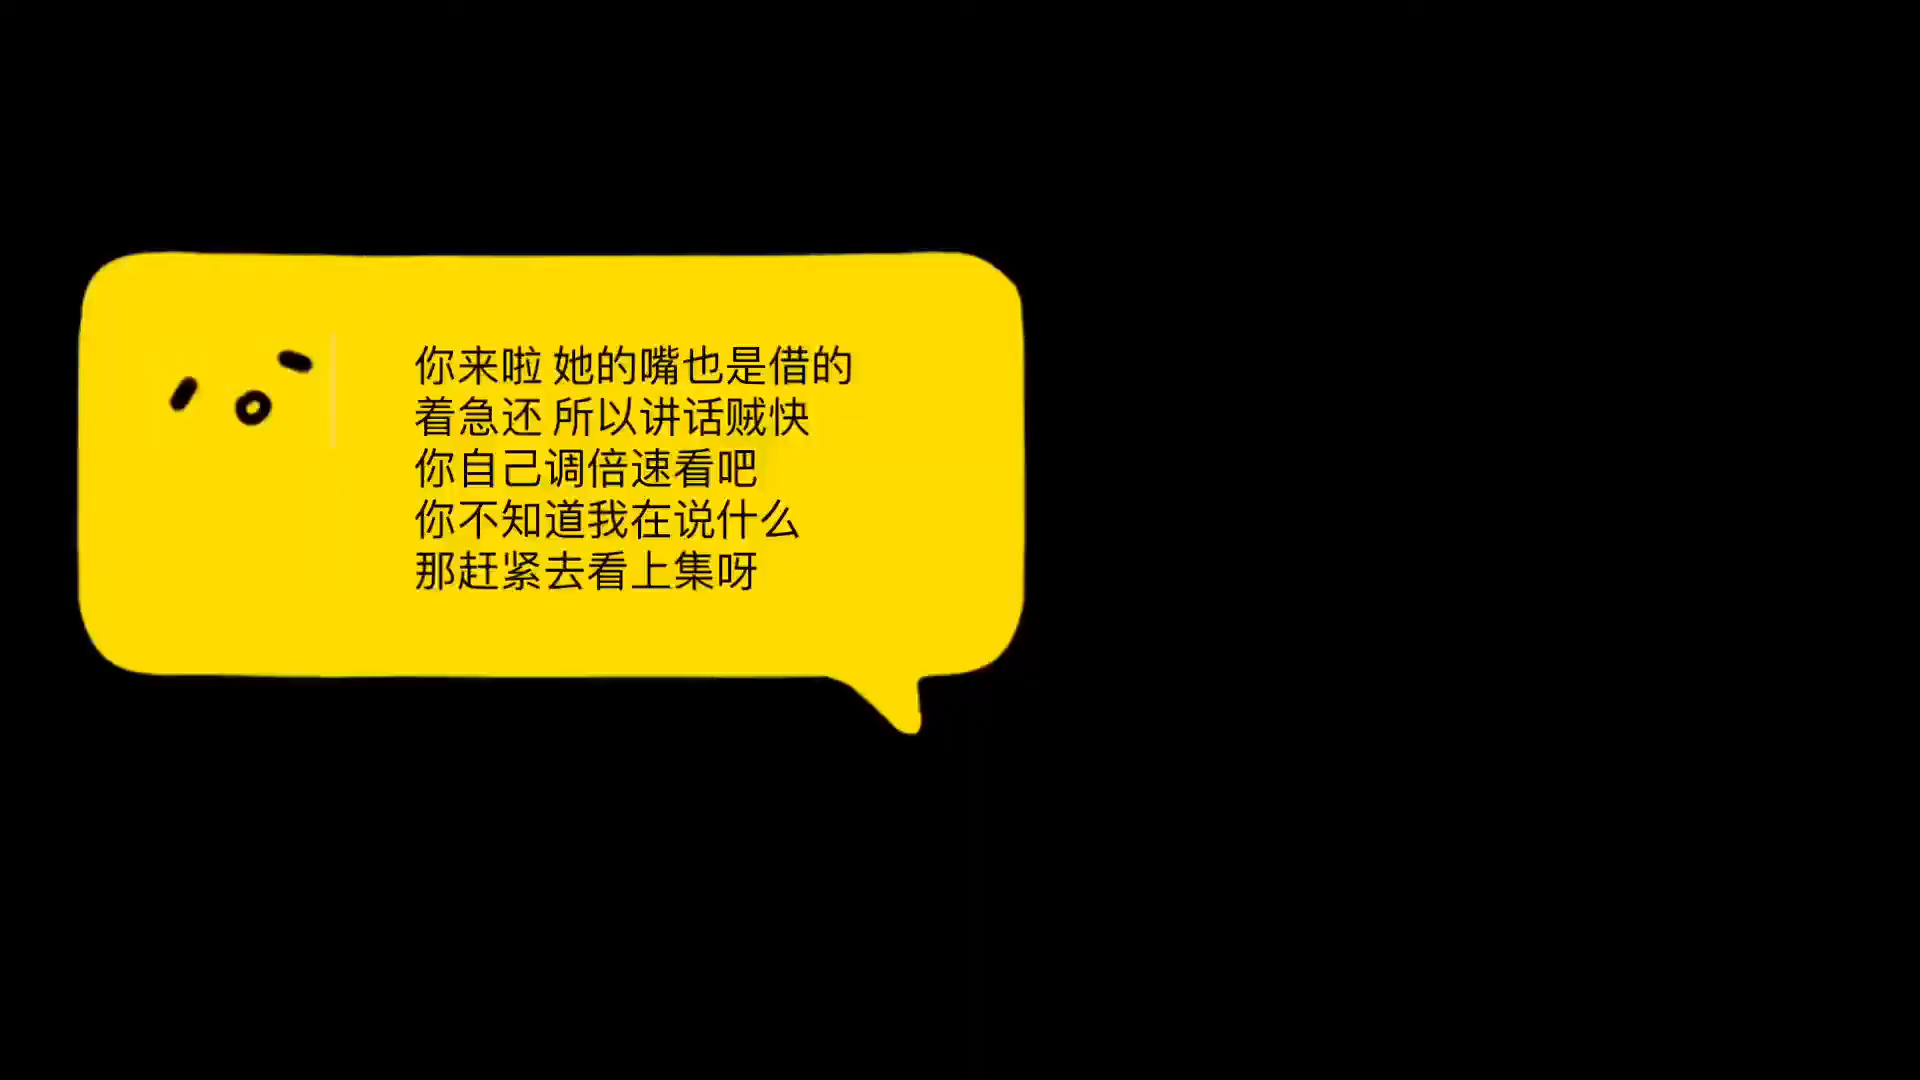 你来啦 她的嘴也是借的
着急还 所以讲话贼快
你自己调倍速看吧
你不知道我在说什么
那赶紧去看上集呀